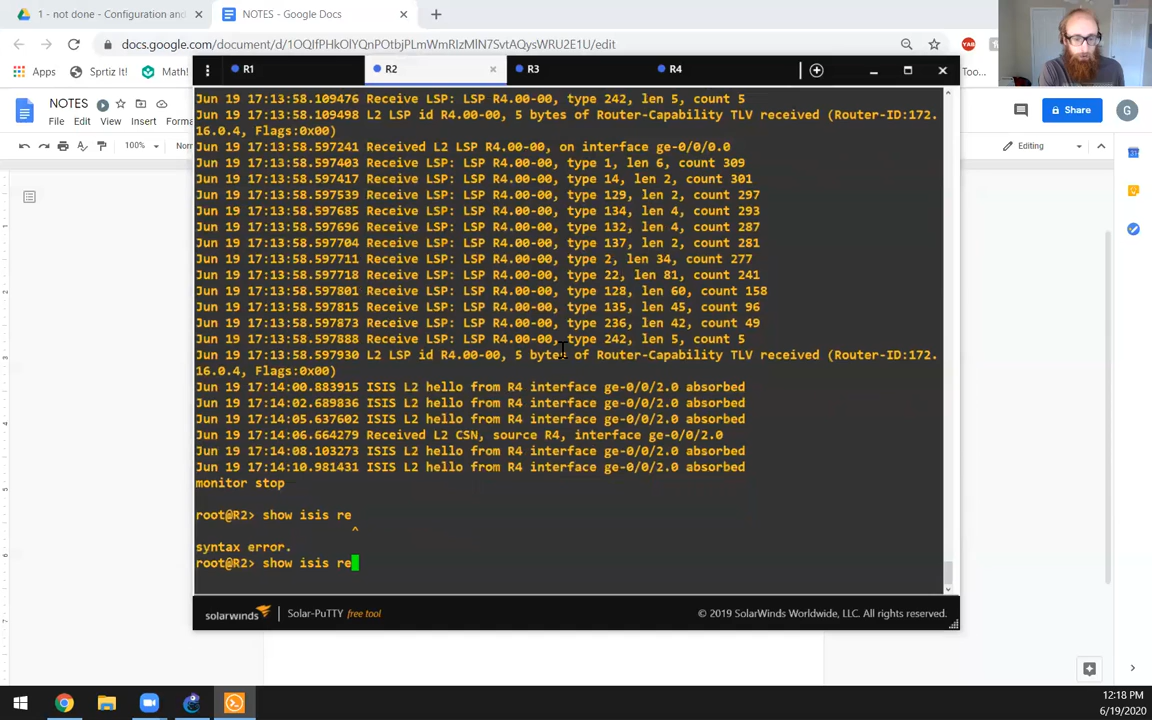 1 - not done - Configuration and
NOTES - Google Docs
docs.google.com/document/d/1OQIfPHkOlYQnPOtbjPLmWmRIzMIN7SvtAQysWRU2E1U/edit
YAB
Apps
Sprtiz It!
Math!
Too...
NOTES
File
Edit
View
Insert
Forma
Share
G
100%
Nor
Editing
R1
R2
R3
R4
Jun 19 17:13:58.109476 Receive LSP: LSP R4.00-00, type 242, len 5, count 5
Jun 19 17:13:58.109498 L2 LSP id R4.00-00, 5 bytes of Router-Capability TLV received (Router-ID:172.
16.0.4, Flags:0x00)
Jun 19 17:13:58.597241 Received L2 LSP R4.00-00, on interface ge-0/0/0.0
Jun 19 17:13:58.597403 Receive LSP: LSP R4.00-00, type 1, len 6, count 309
Jun 19 17:13:58.597417 Receive LSP: LSP R4.00-00, type 14, len 2, count 301
Jun 19 17:13:58.597539 Receive LSP: LSP R4.00-00, type 129, len 2, count 297
Jun 19 17:13:58.597685 Receive LSP: LSP R4.00-00, type 134, len 4, count 293
Jun 19 17:13:58.597696 Receive LSP: LSP R4.00-00, type 132, len 4, count 287
Jun 19 17:13:58.597704 Receive LSP: LSP R4.00-00, type 137, len 2, count 281
Jun 19 17:13:58.597711 Receive LSP: LSP R4.00-00, type 2, len 34, count 277
Jun 19 17:13:58.597718 Receive LSP: LSP R4.00-00, type 22, len 81, count 241
Jun 19 17:13:58.597801 Receive LSP: LSP R4.00-00, type 128, len 60, count 158
Jun 19 17:13:58.597815 Receive LSP: LSP R4.00-00, type 135, len 45, count 96
Jun 19 17:13:58.597873 Receive LSP: LSP R4.00-00, type 236, len 42, count 49
Jun 19 17:13:58.597888 Receive LSP: LSP R4.00-00, type 242, len 5, count 5
Jun 19 17:13:58.597930 L2 LSP id R4.00-00, 5 bytes of Router-Capability TLV received (Router-ID:172.
16.0.4, Flags:0x00)
Jun 19 17:14:00.883915 ISIS L2 hello from R4 interface ge-0/0/2.0 absorbed
Jun 19 17:14:02.689836 ISIS L2 hello from R4 interface ge-0/0/2.0 absorbed
Jun 19 17:14:05.637602 ISIS L2 hello from R4 interface ge-0/0/2.0 absorbed
Jun 19 17:14:06.664279 Received L2 CSN, source R4, interface ge-0/0/2.0
Jun 19 17:14:08.103273 ISIS L2 hello from R4 interface ge-0/0/2.0 absorbed
Jun 19 17:14:10.981431 ISIS L2 hello from R4 interface ge-0/0/2.0 absorbed
monitor stop
root@R2> show isis re
^
syntax error.
root@R2> show isis re
solarwinds
Solar-PuTTY free tool
© 2019 SolarWinds Worldwide, LLC. All rights reserved.
12:18 PM
6/19/2020